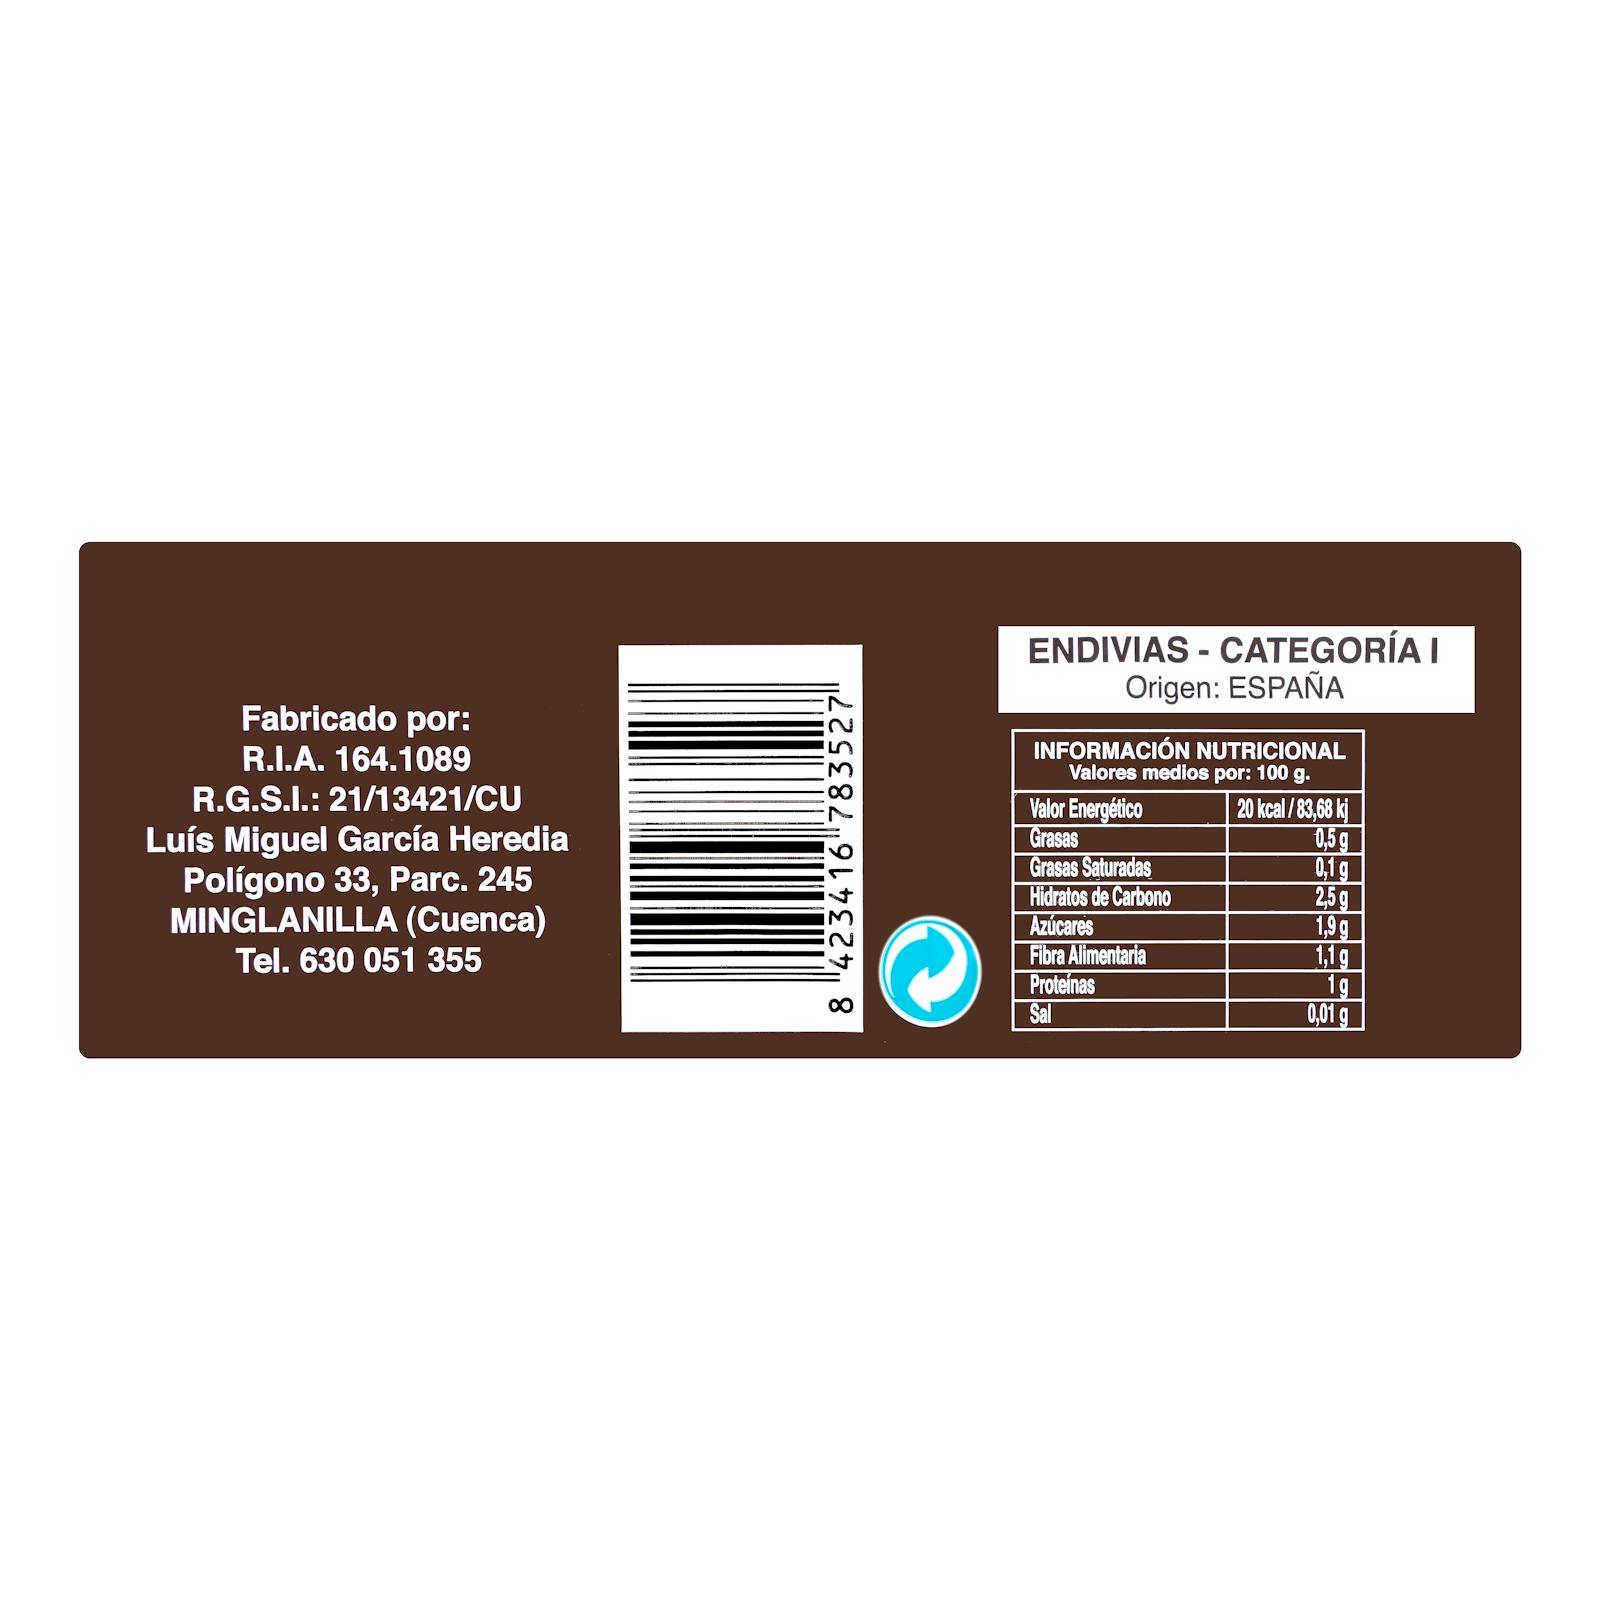 Fabricado por:
R.I.A. 164.1089
R.G.S.I.: 21/13421/CU
Luís Miguel García Heredia
Polígono 33, Parc. 245
MINGLANILLA (Cuenca)
Tel. 630 051 355
8 423416 783527
ENDIVIAS - CATEGORÍA I
Origen: ESPAÑA
INFORMACIÓN NUTRICIONAL
Valores medios por: 100 g.
Valor Energético 20 kcal / 83,68 kj
Grasas 0,5 g
Grasas Saturadas 0,1 g
Hidratos de Carbono 2,5 g
Azúcares 1,9 g
Fibra Alimentaria 1,1 g
Proteínas 1 g
Sal 0,01 g